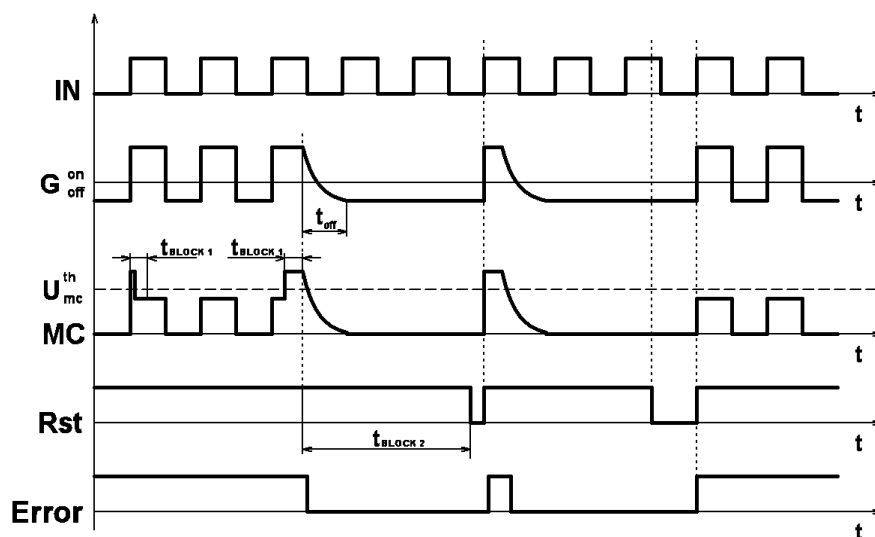 IN
t
G on off
t
t off
t BLOCK 1
t BLOCK 1
U th mc
MC
t
Rst
t
t BLOCK 2
Error
t